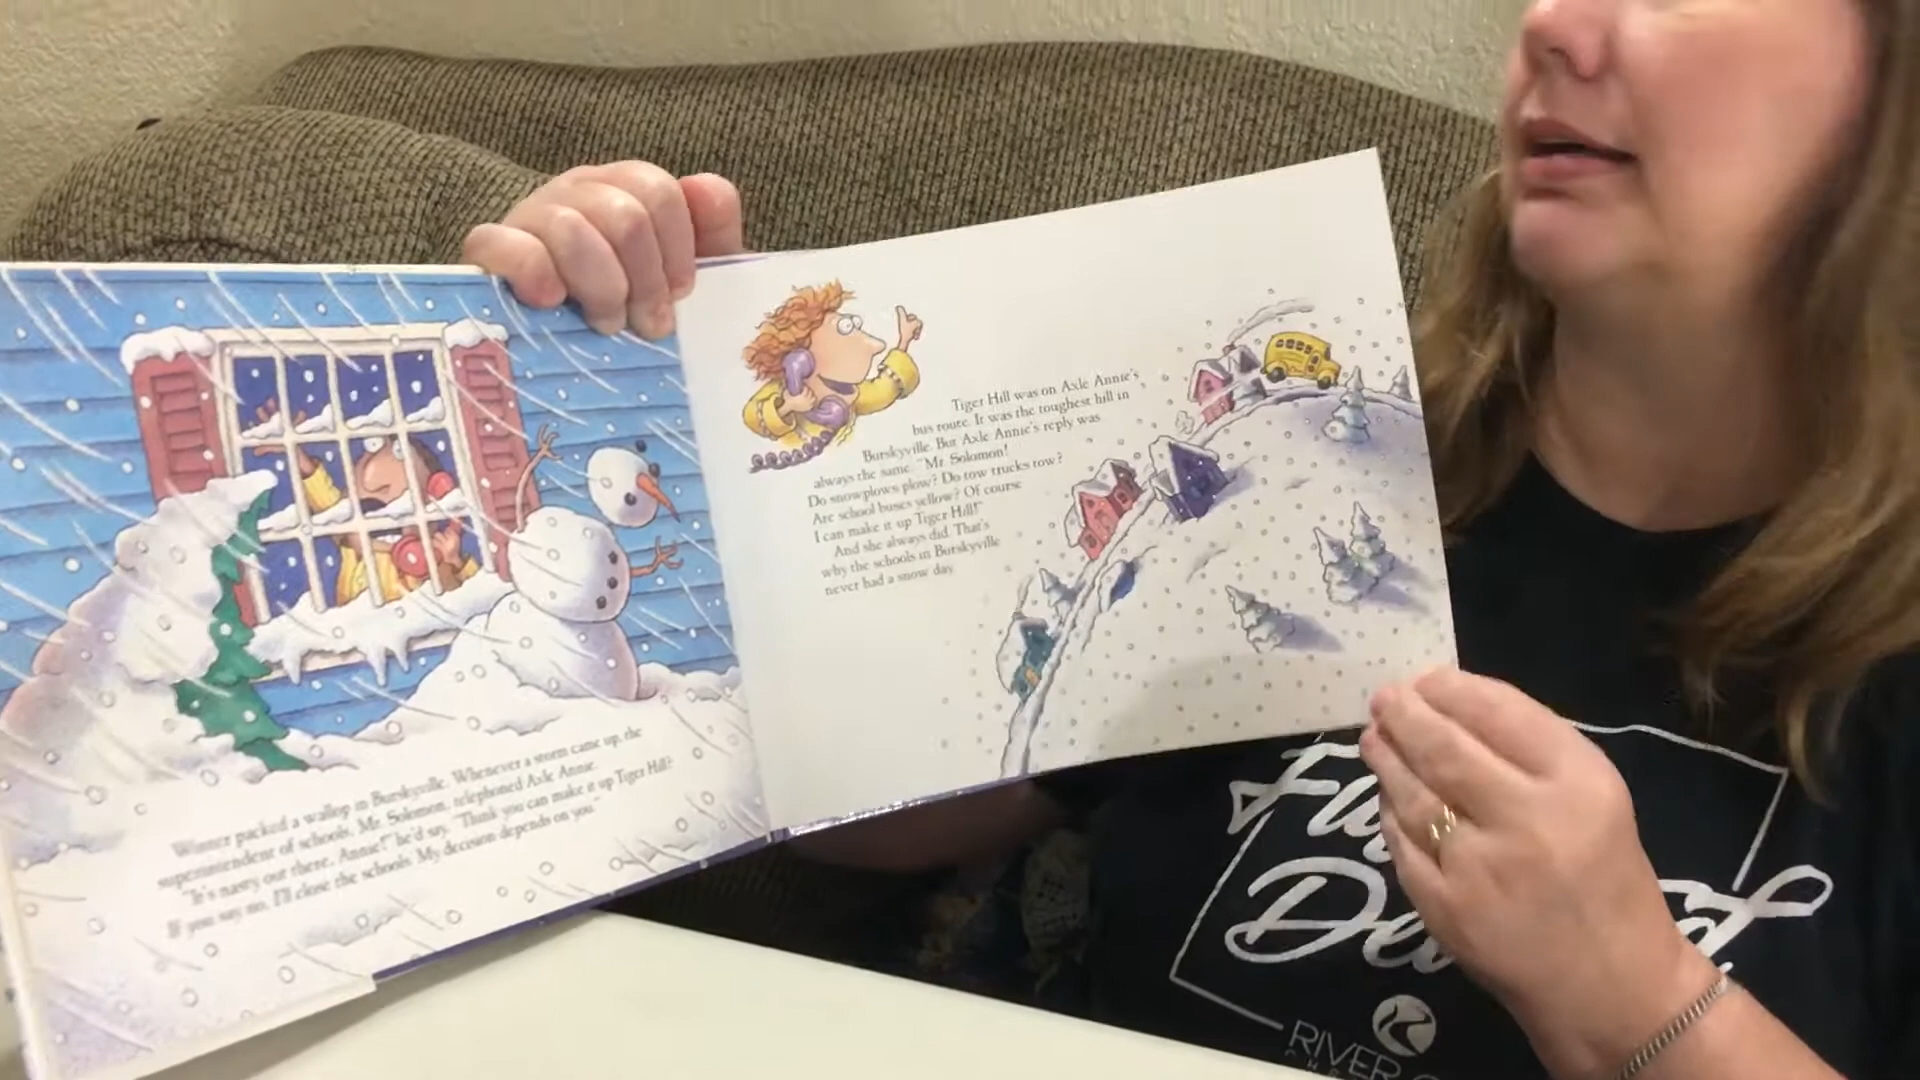 Winter packed a wallop in Burskyville. Whenever a storm came up, the
superintendent of schools, Mr. Solomon, telephoned Axle Annie.
"It's nasty out there, Annie!" he'd say. "Think you can make it up Tiger Hill?
If you say no, I'll close the schools. My decision depends on you."
Tiger Hill was on Axle Annie's
bus route. It was the toughest hill in
Burskyville. But Axle Annie's reply was
always the same. "Mr. Solomon!
Do snowplows plow? Do tow trucks tow?
Are school buses yellow? Of course
I can make it up Tiger Hill!"
And she always did. That's
why the schools in Burskyville
never had a snow day.
RIVER